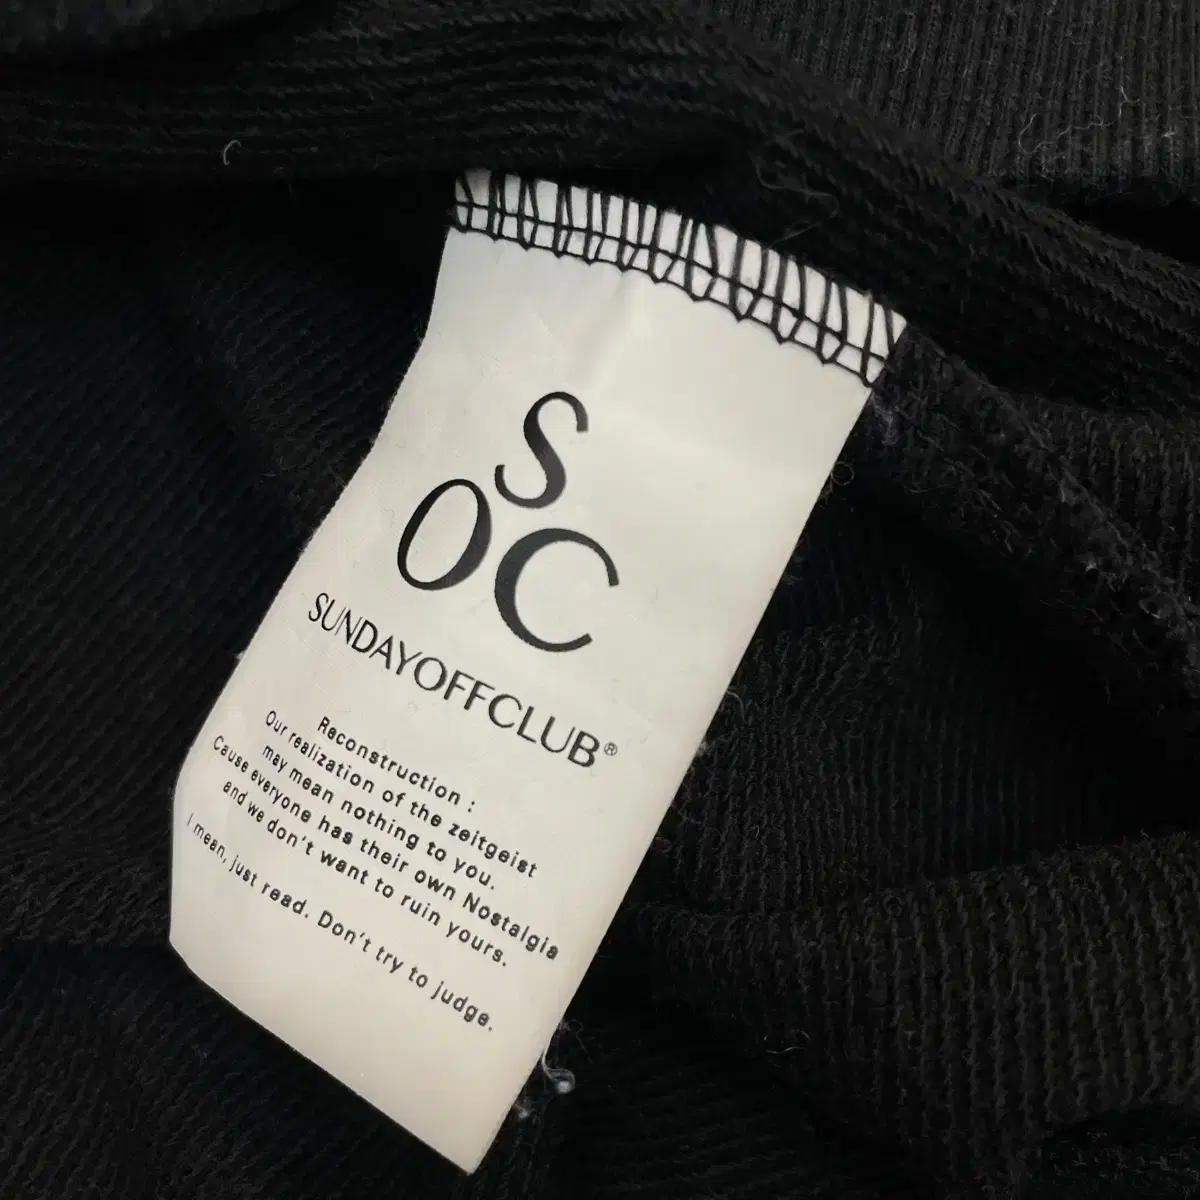 S
OC
SUNDAYOFFCLUB®
Reconstruction :
Our realization of the zeitgeist
may mean nothing to you.
Cause everyone has their own Nostalgia
and we don't want to ruin yours.
I mean, just read. Don't try to judge.